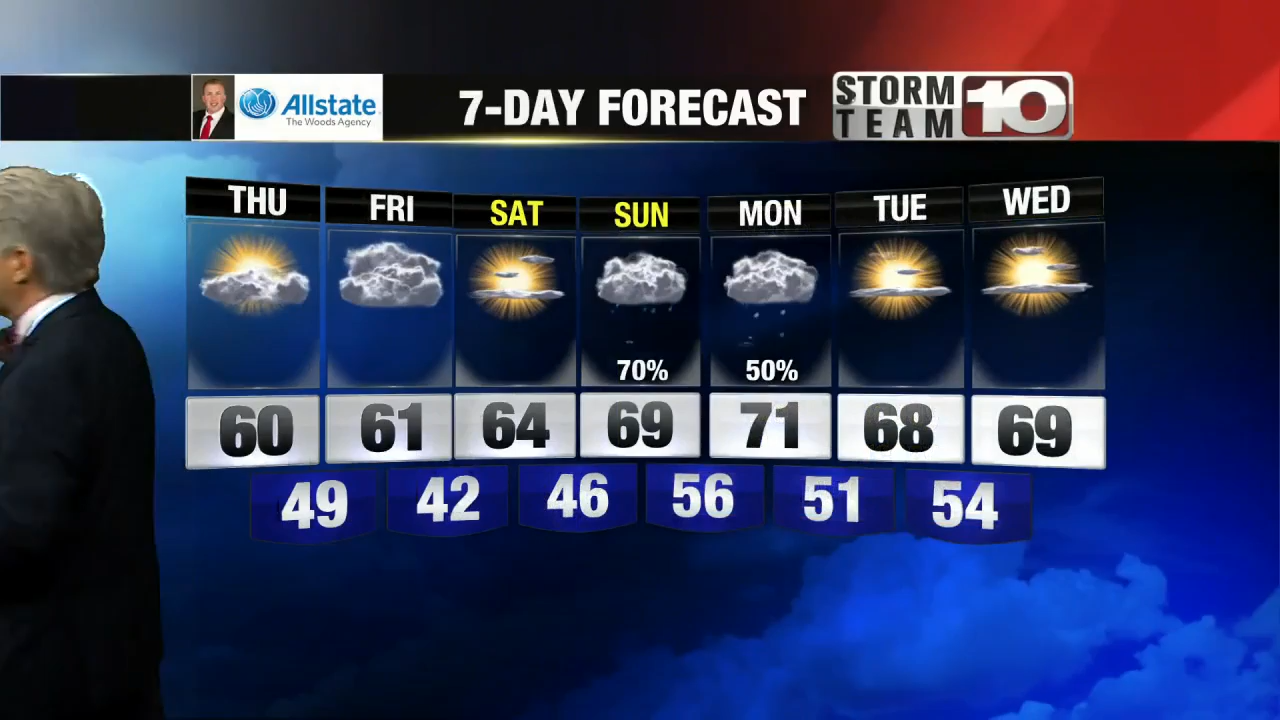 Allstate
The Woods Agency
7-DAY FORECAST
STORM
TEAM
10
THU FRI SAT SUN MON TUE WED
70% 50%
60 61 64 69 71 68 69
49 42 46 56 51 54